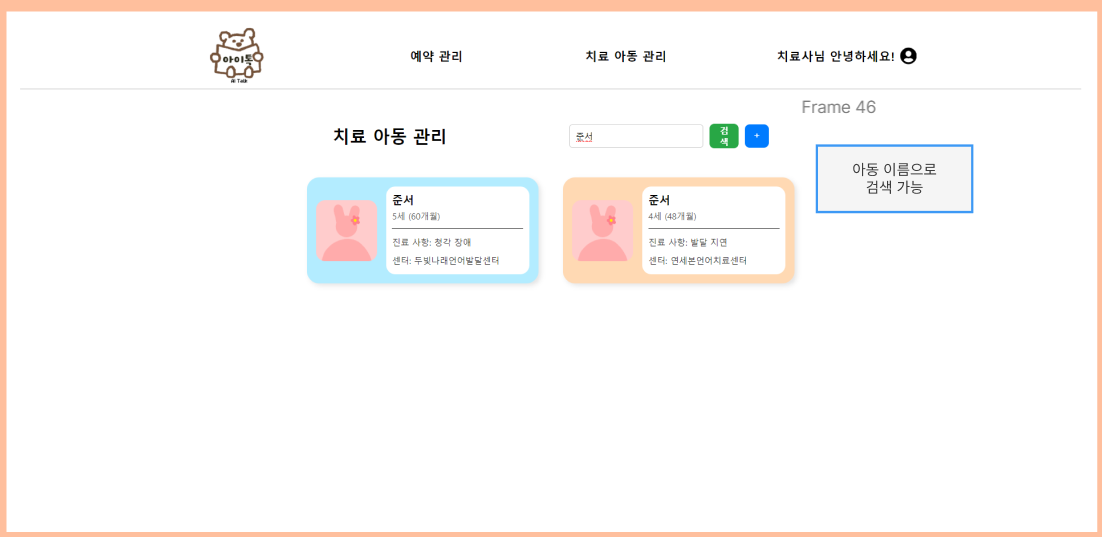 아이톡
Ai Talk
예약 관리
치료 아동 관리
치료사님 안녕하세요!
Frame 46
치료 아동 관리
준서
검
색
+
아동 이름으로
검색 가능
준서
5세 (60개월)
진료 사항: 청각 장애
센터: 두빛나래언어발달센터
준서
4세 (48개월)
진료 사항: 발달 지연
센터: 연세본언어치료센터